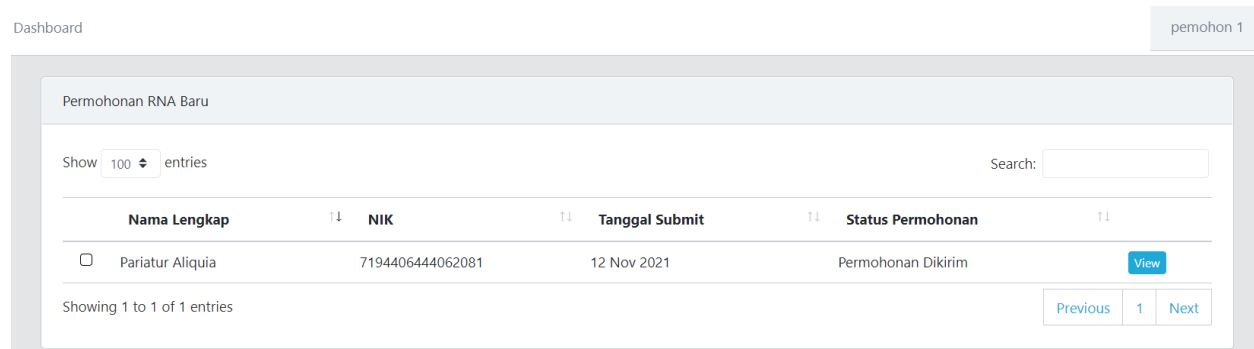 Dashboard pemohon 1
Permohonan RNA Baru
Show 100 entries Search:
Nama Lengkap NIK Tanggal Submit Status Permohonan
Pariatur Aliquia 7194406444062081 12 Nov 2021 Permohonan Dikirim View
Showing 1 to 1 of 1 entries Previous 1 Next